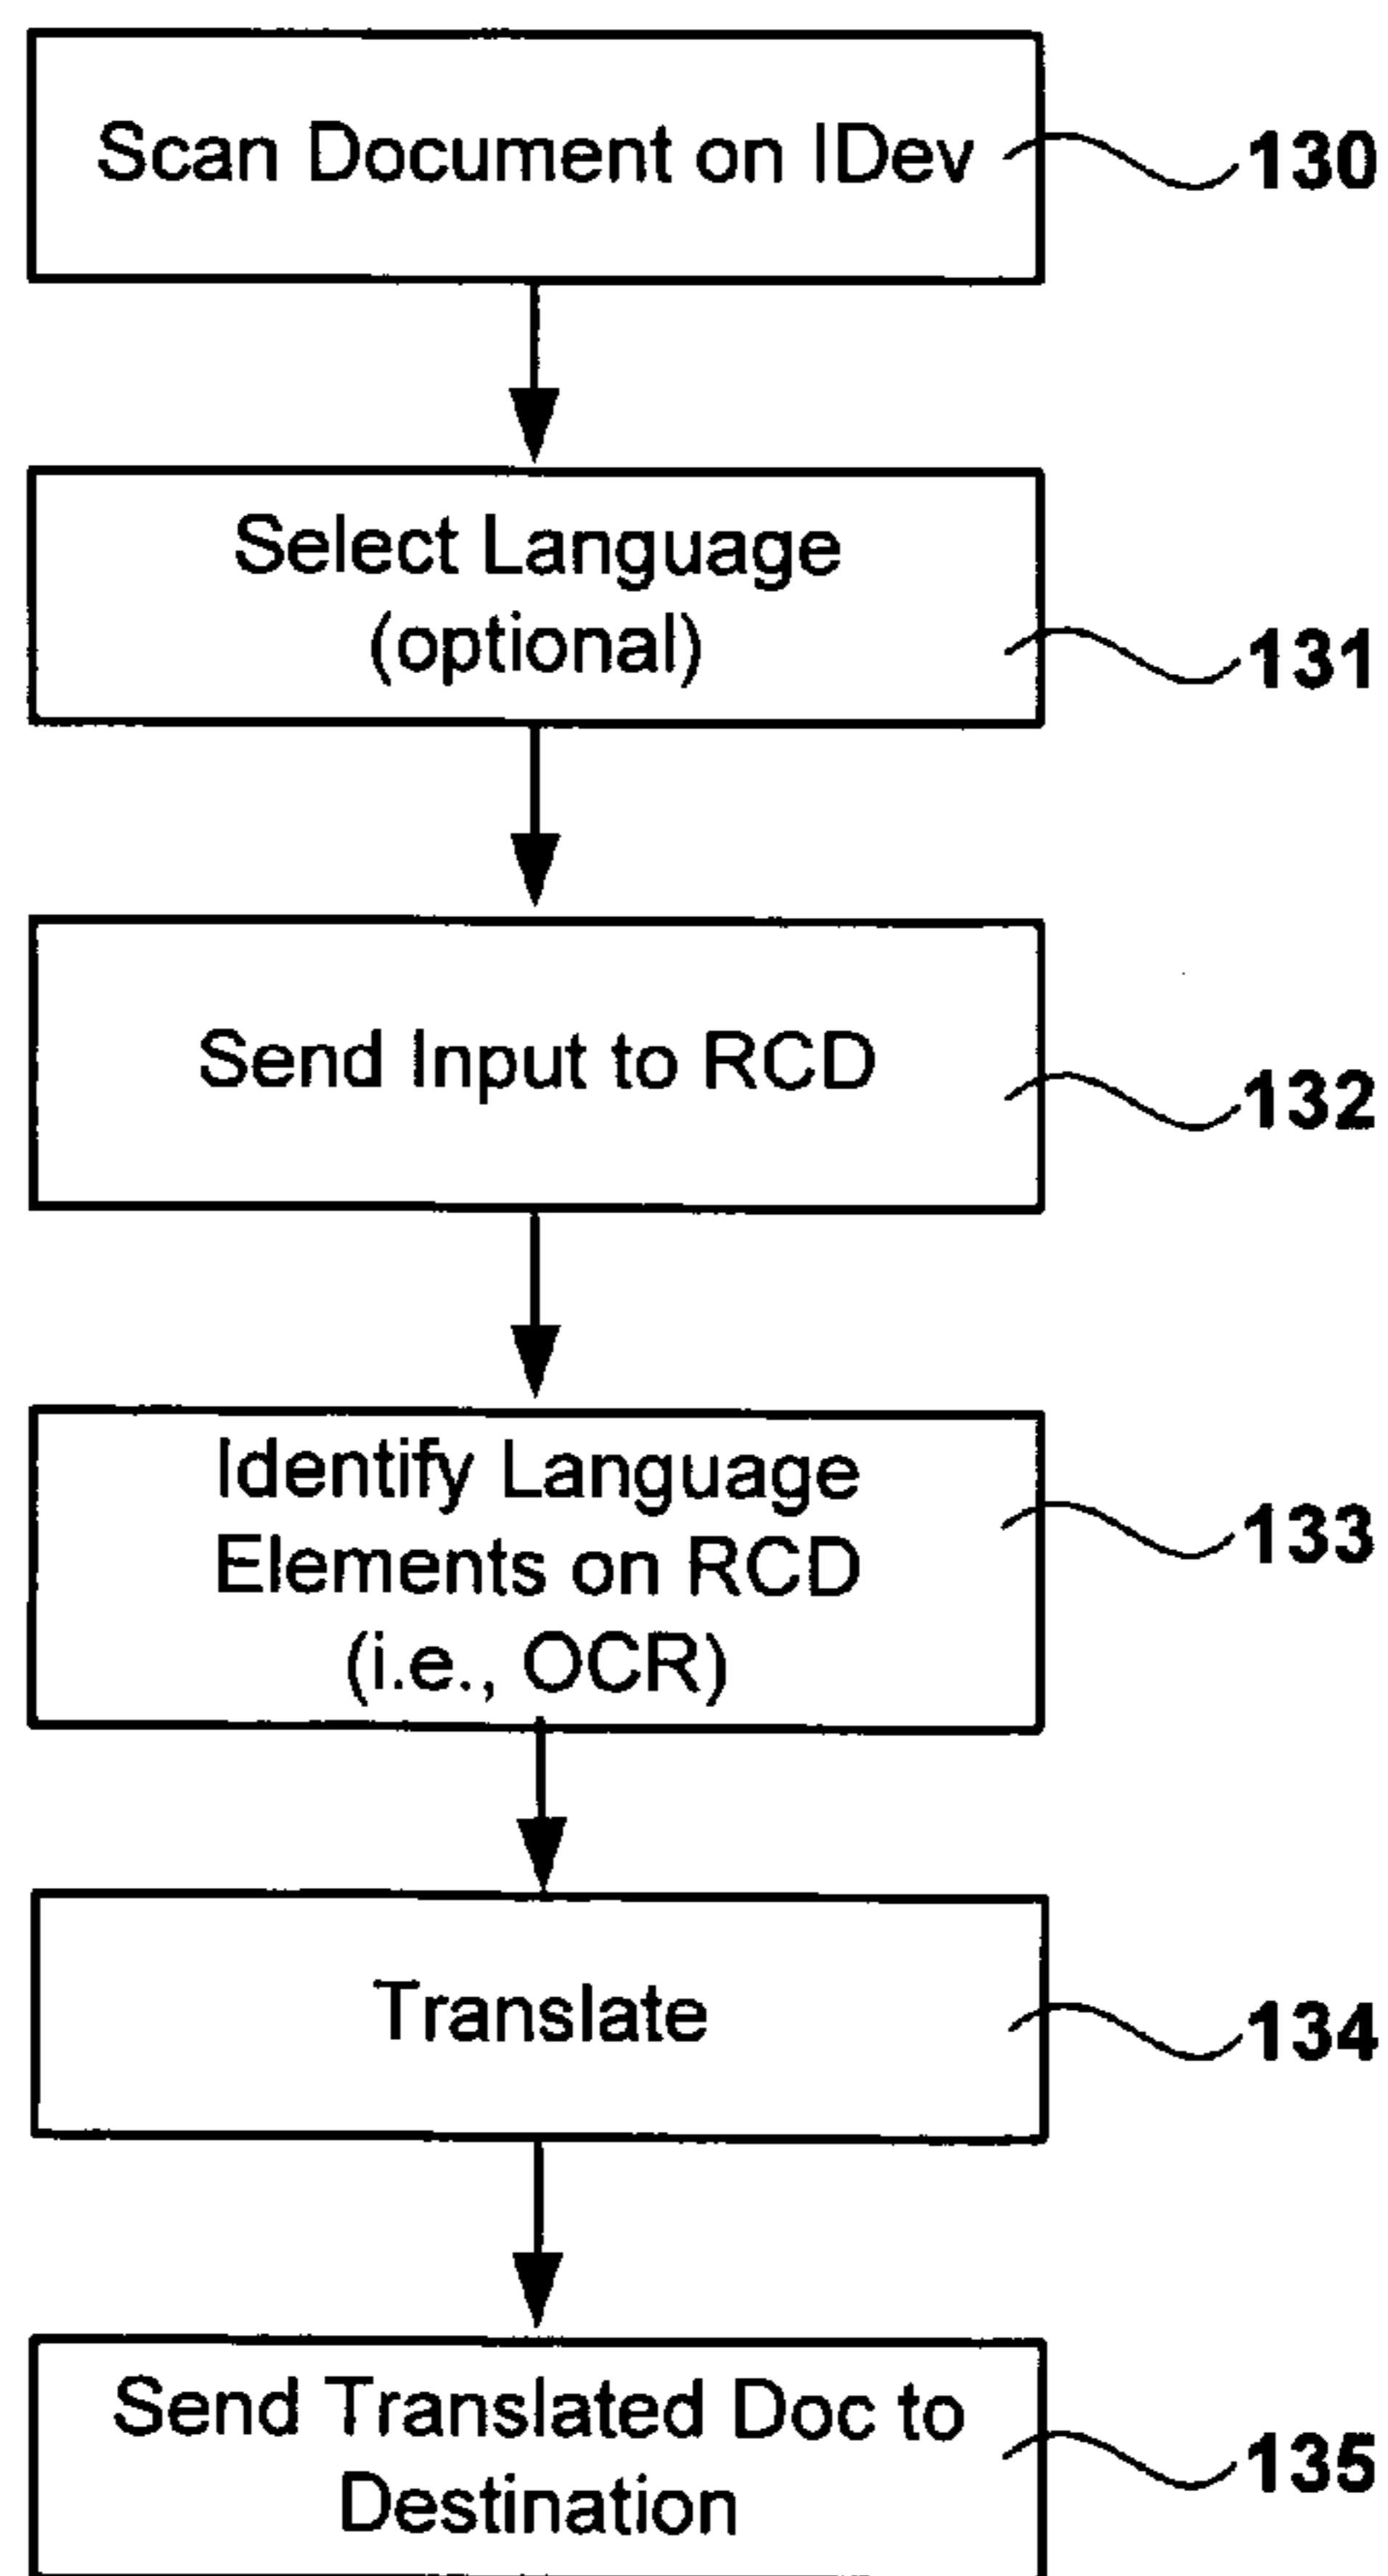 Scan Document on IDev
130
Select Language
(optional)
131
Send Input to RCD
132
Identify Language
Elements on RCD
(i.e., OCR)
133
Translate
134
Send Translated Doc to
Destination
135